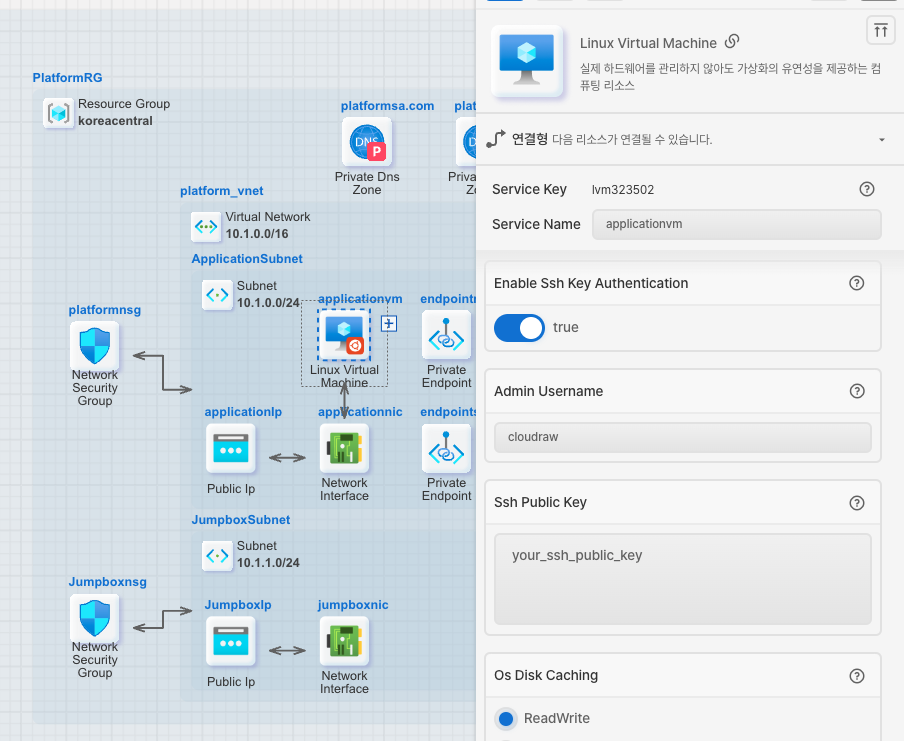 PlatformRG
Resource Group
koreacentral
platformsa.com
plat
DNS
P
Private Dns
Zone
Priva
Z
platform_vnet
Virtual Network
10.1.0.0/16
ApplicationSubnet
Subnet
10.1.0.0/24
platformnsg
Network
Security
Group
applicationvm
Linux Virtual
Machine
endpoint
Private
Endpoint
applicationIp
Public Ip
applicationnic
Network
Interface
endpoints
Private
Endpoint
JumpboxSubnet
Subnet
10.1.1.0/24
Jumpboxnsg
Network
Security
Group
JumpboxIp
Public Ip
jumpboxnic
Network
Interface
Linux Virtual Machine
실제 하드웨어를 관리하지 않아도 가상화의 유연성을 제공하는 컴
퓨팅 리소스
연결형 다음 리소스가 연결될 수 있습니다.
Service Key lvm323502
Service Name applicationvm
Enable Ssh Key Authentication
true
Admin Username
cloudraw
Ssh Public Key
your_ssh_public_key
Os Disk Caching
ReadWrite